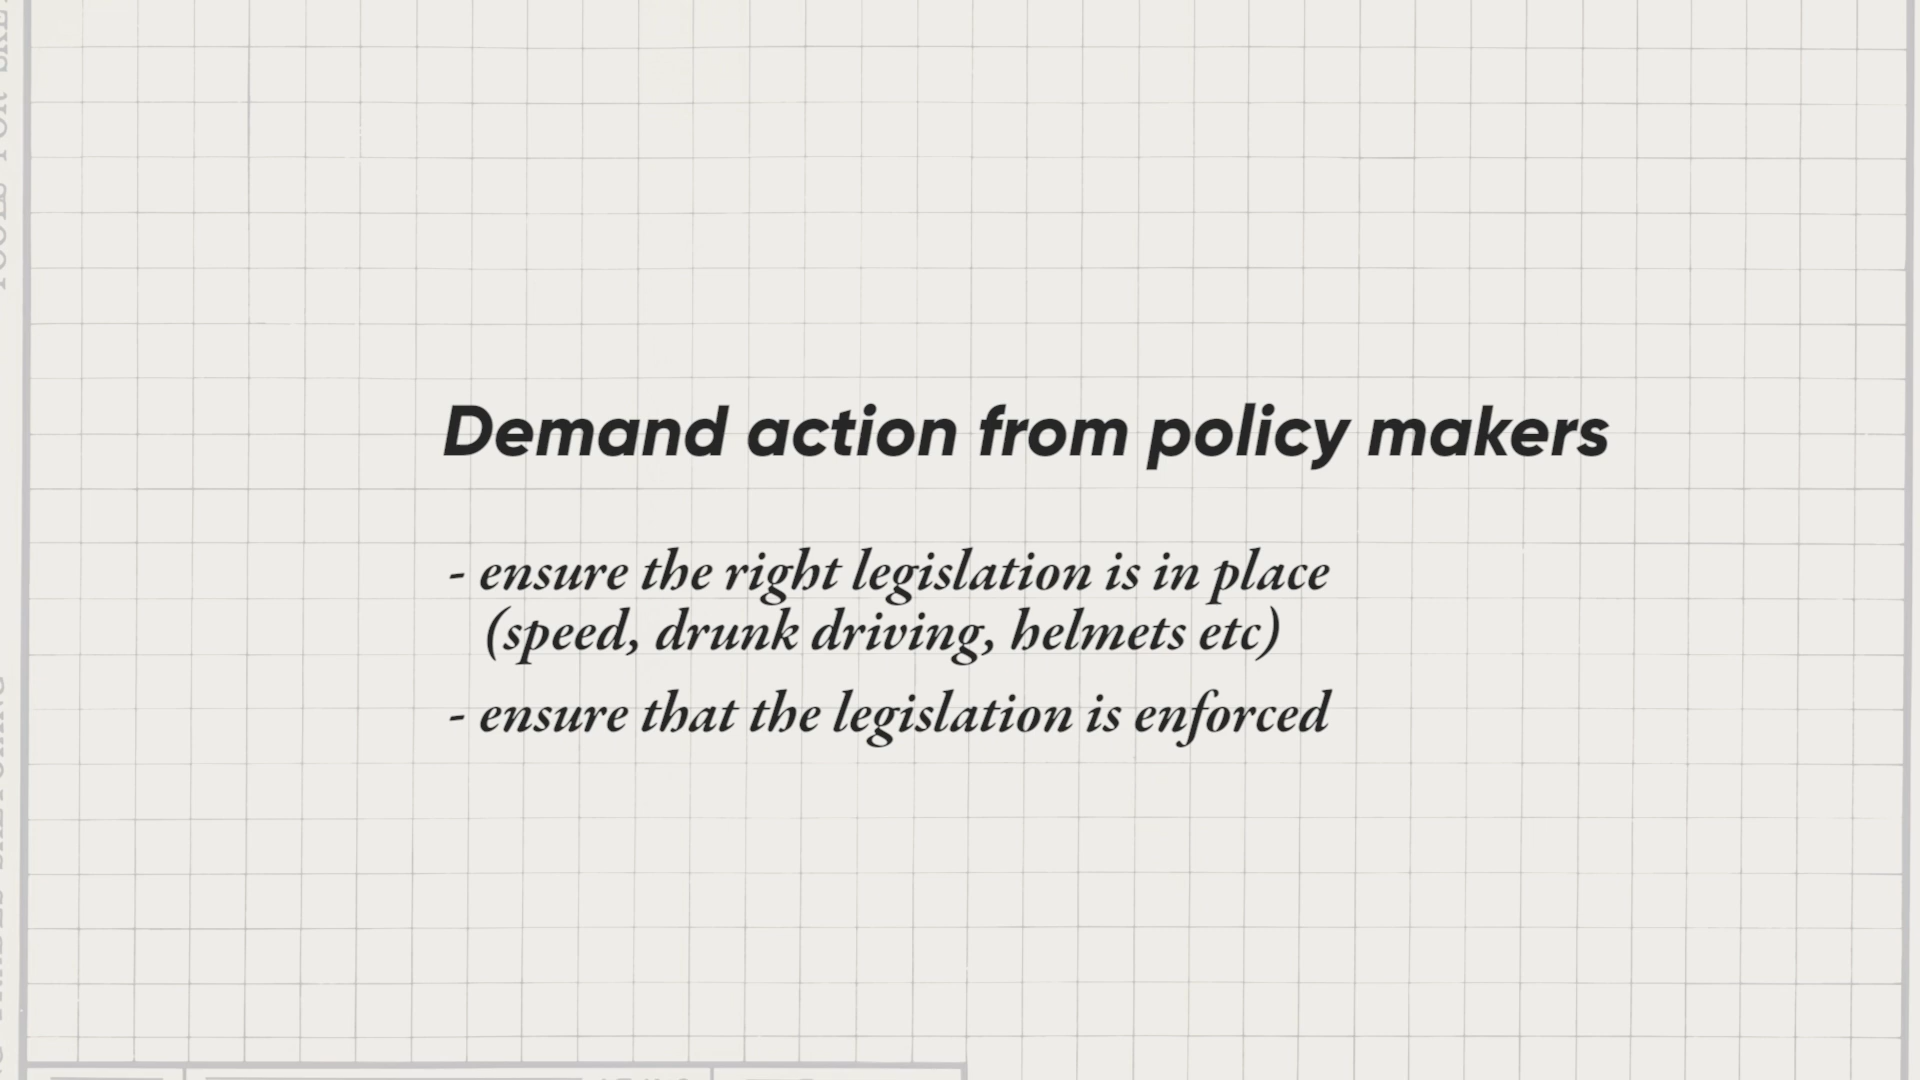 Demand action from policy makers
- ensure the right legislation is in place
(speed, drunk driving, helmets etc)
- ensure that the legislation is enforced